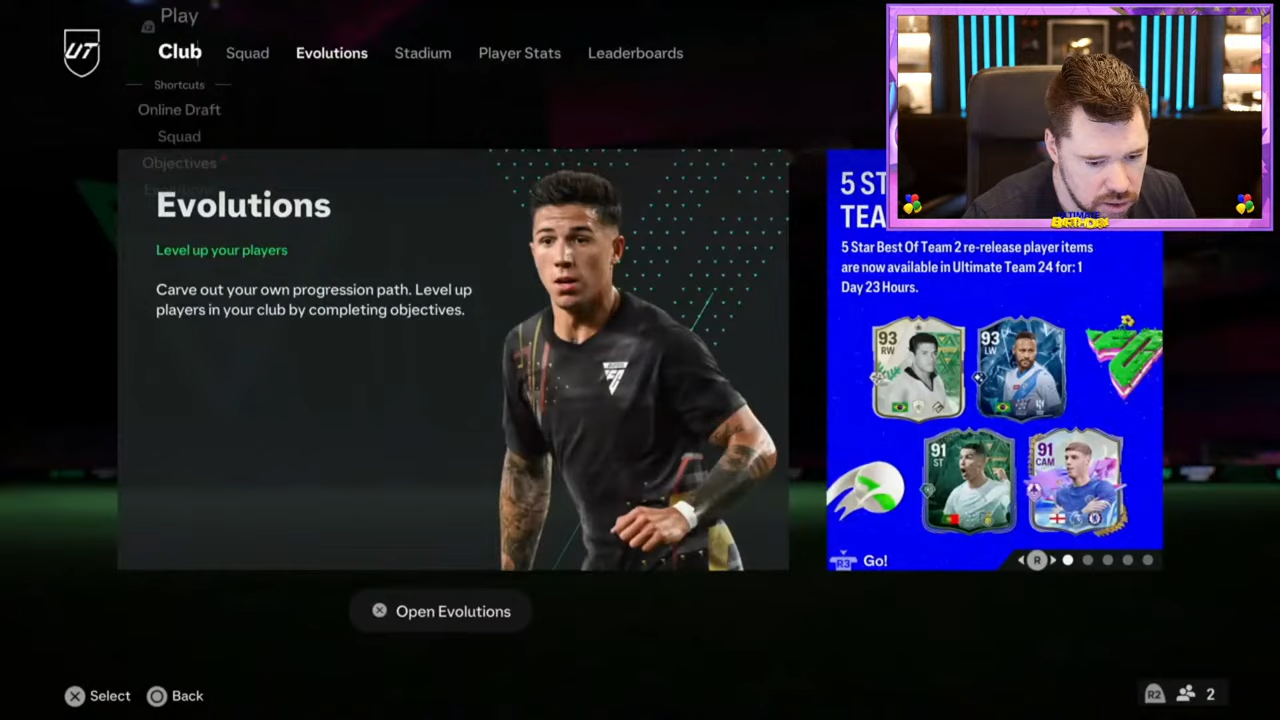 Play
Club
Squad
Evolutions
Stadium
Player Stats
Leaderboards
UT
Shortcuts
Online Draft
Squad
Objectives
Evolutions
Level up your players
Carve out your own progression path. Level up
players in your club by completing objectives.
5 ST
TEA
5 Star Best Of Team 2 re-release player items
are now available in Ultimate Team 24 for: 1
Day 23 Hours.
93
RW
93
LW
91
ST
91
CAM
R3
Go!
R
Open Evolutions
Select
Back
R2
2